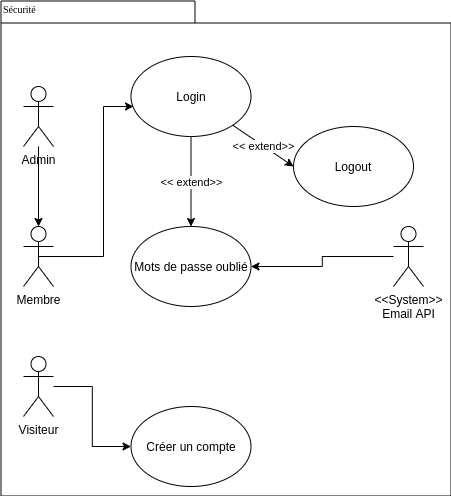 Sécurité
Login
<< extend>>
Logout
Admin
<< extend>>
Mots de passe oublié
Membre
<<System>>
Email API
Visiteur
Créer un compte